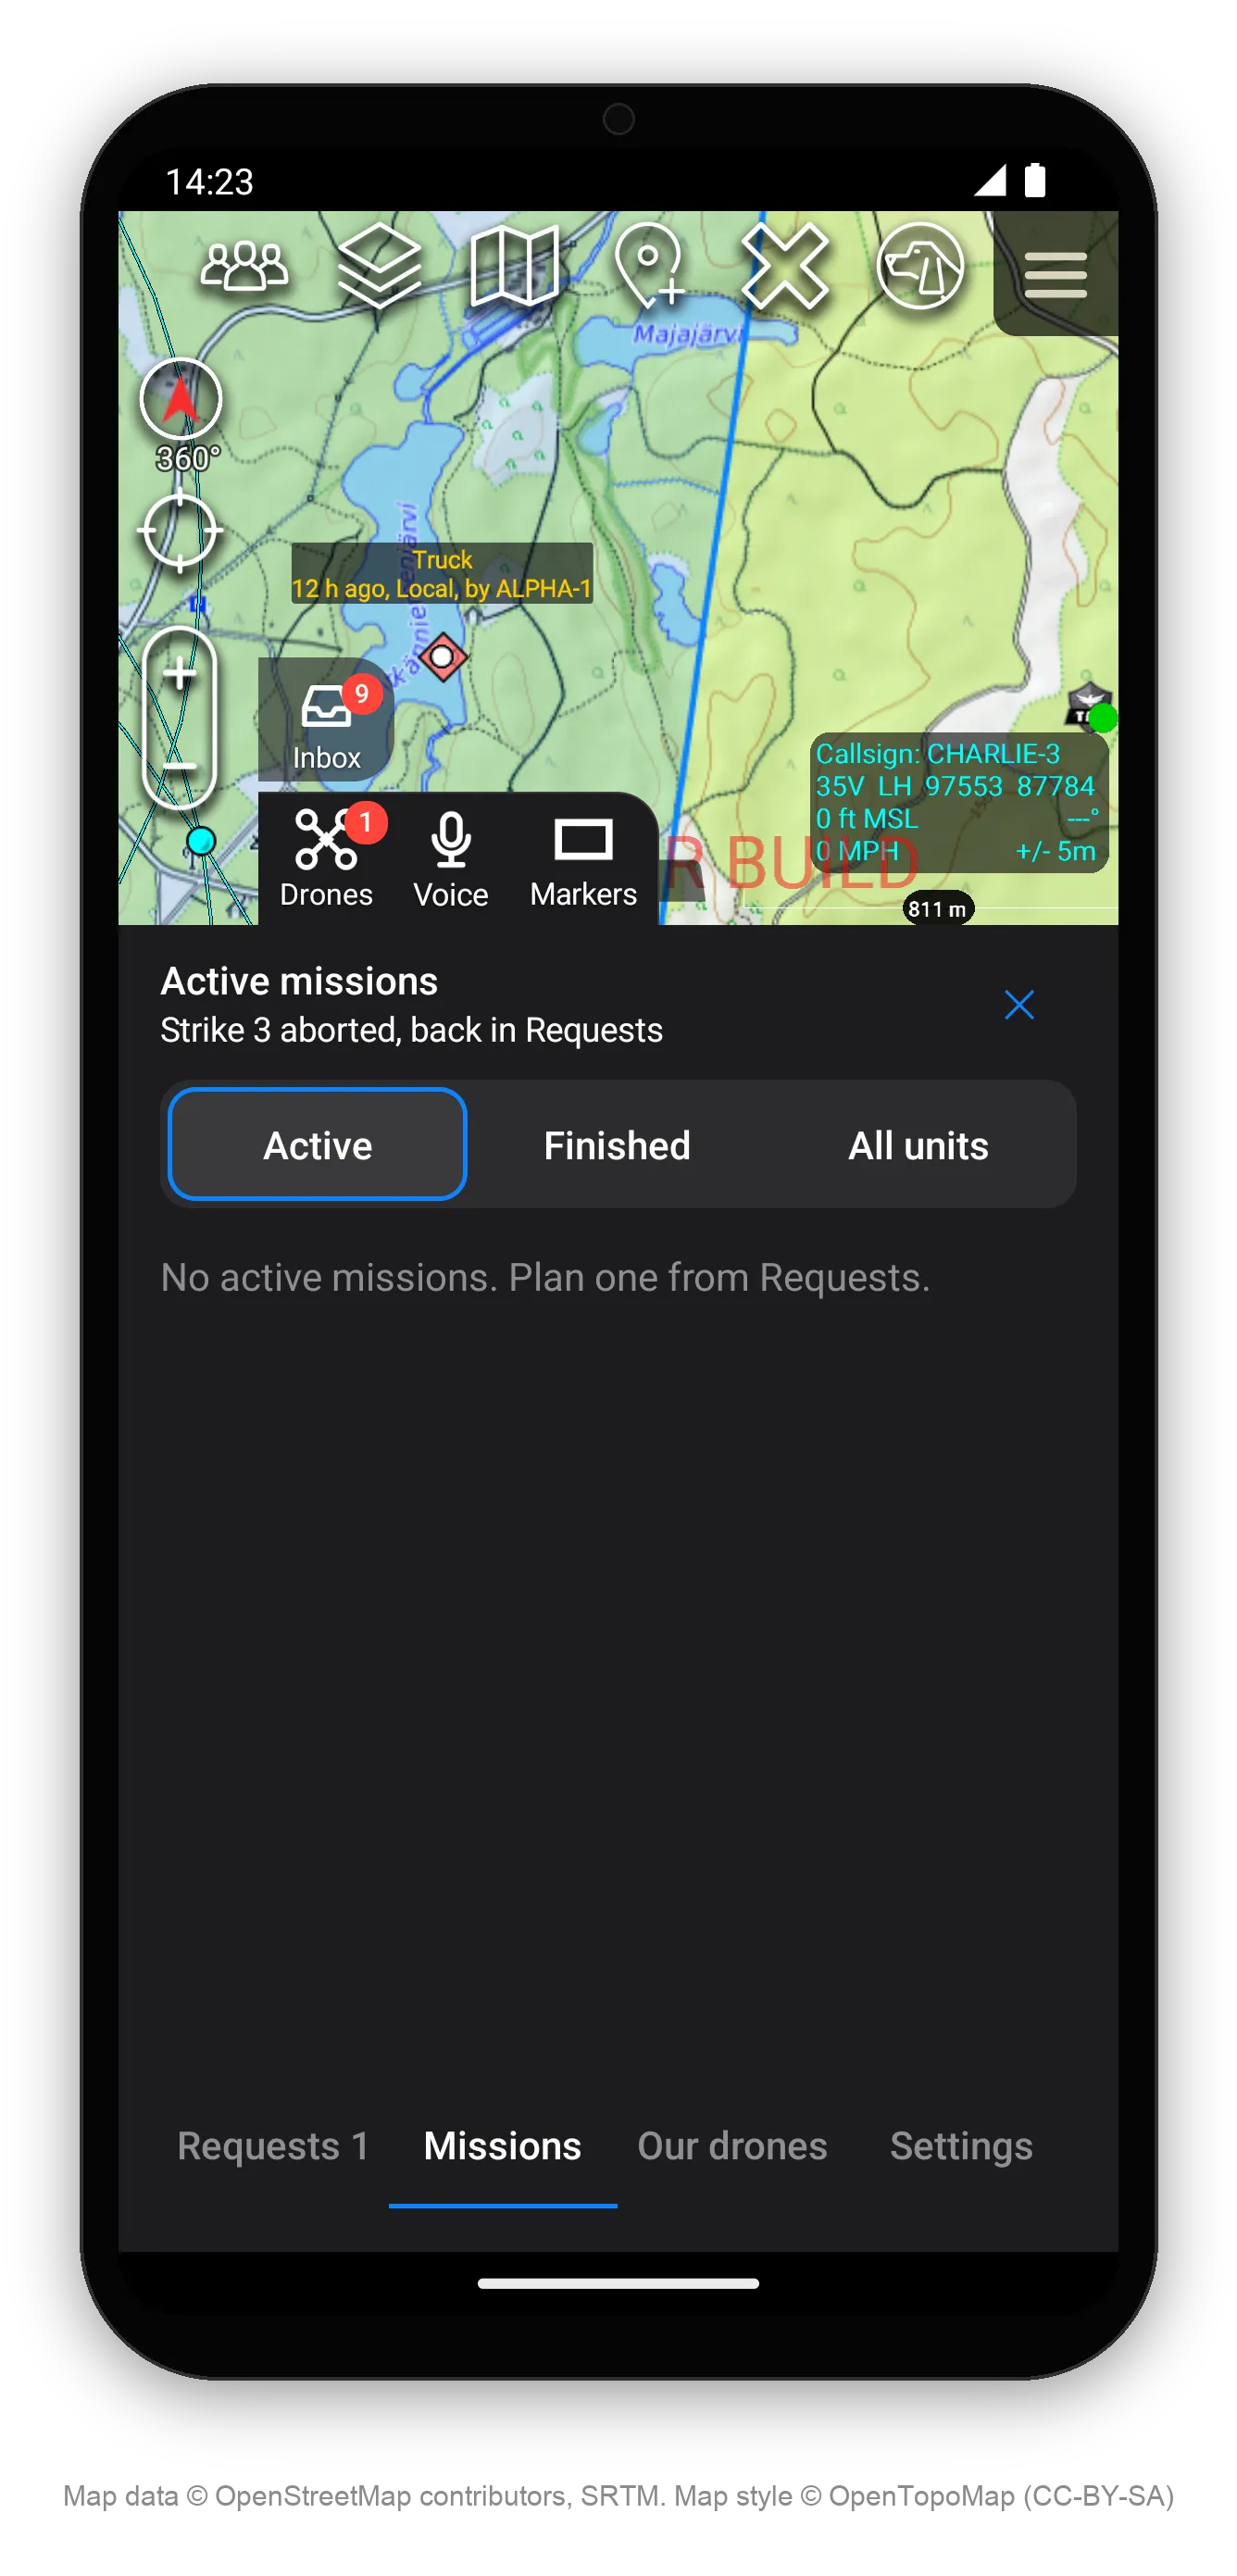 14:23
Majajärvi
360°
Truck
12 h ago, Local, by ALPHA-1
9
Inbox
1
Drones
Voice
Markers
Callsign: CHARLIE-3
35V LH 97553 87784
0 ft MSL ---°
0 MPH +/- 5m
R BUILD
811 m
Active missions
Strike 3 aborted, back in Requests
Active Finished All units
No active missions. Plan one from Requests.
Requests 1 Missions Our drones Settings
Map data © OpenStreetMap contributors, SRTM. Map style © OpenTopoMap (CC-BY-SA)